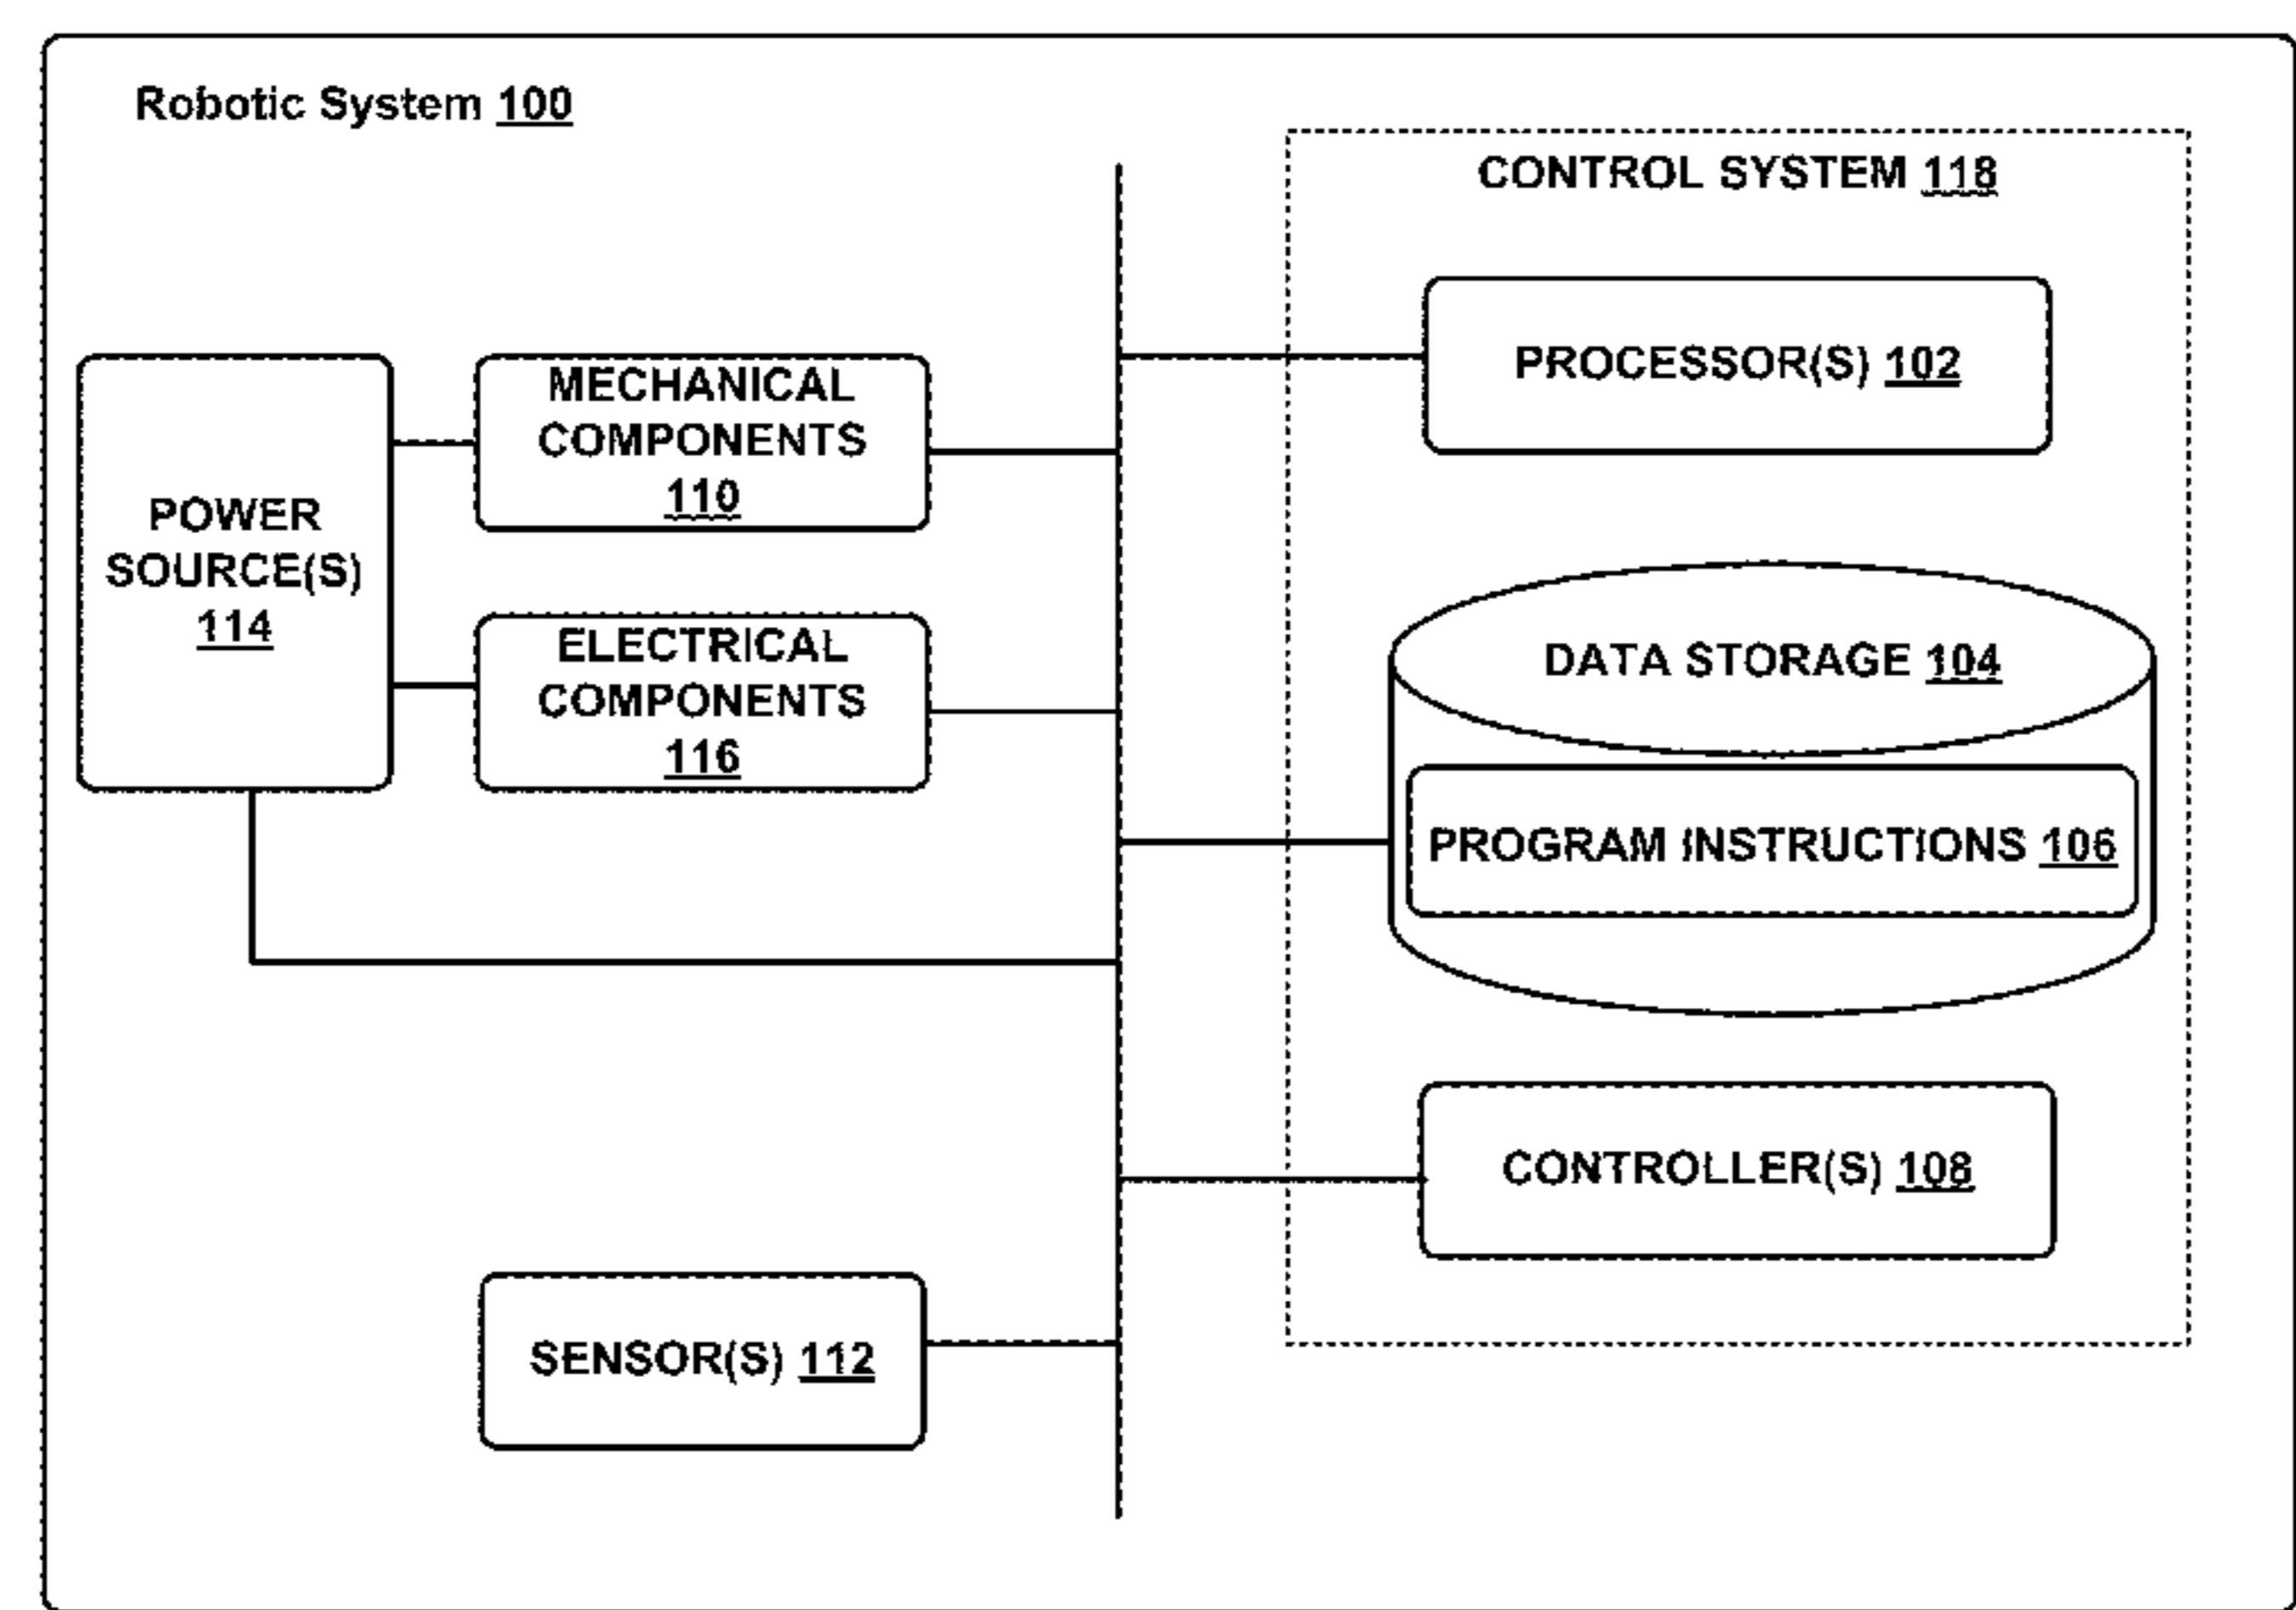 Robotic System 100
CONTROL SYSTEM 118
PROCESSOR(S) 102
MECHANICAL
COMPONENTS
110
POWER
SOURCE(S)
114
ELECTRICAL
COMPONENTS
116
DATA STORAGE 104
PROGRAM INSTRUCTIONS 106
CONTROLLER(S) 108
SENSOR(S) 112